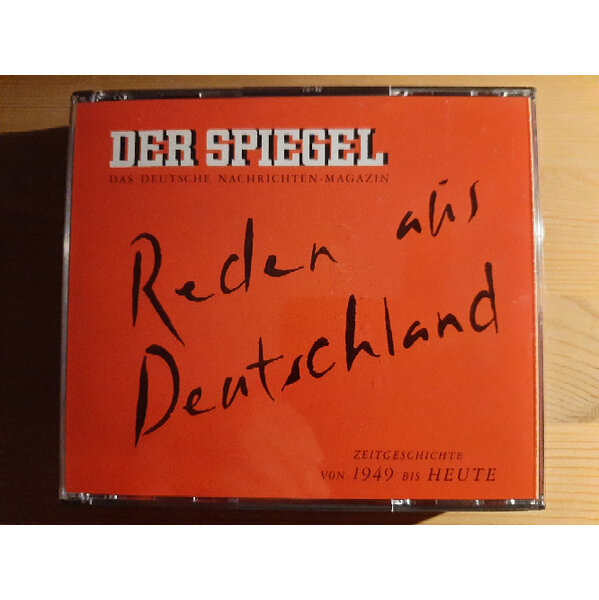 DER SPIEGEL
DAS DEUTSCHE NACHRICHTEN-MAGAZIN
Reden aus
Deutschland
ZEITGESCHICHTE
VON 1949 BIS HEUTE